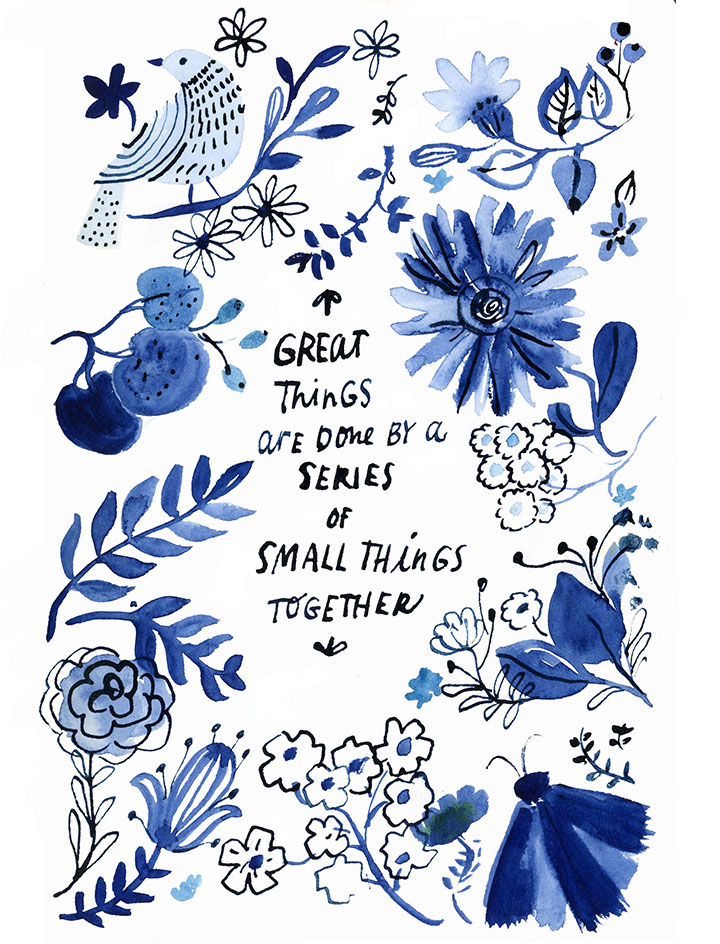 GREAT
ThinGS
arE Done BY a
SERIES
OF
SMALL THinGS
TOGETHER